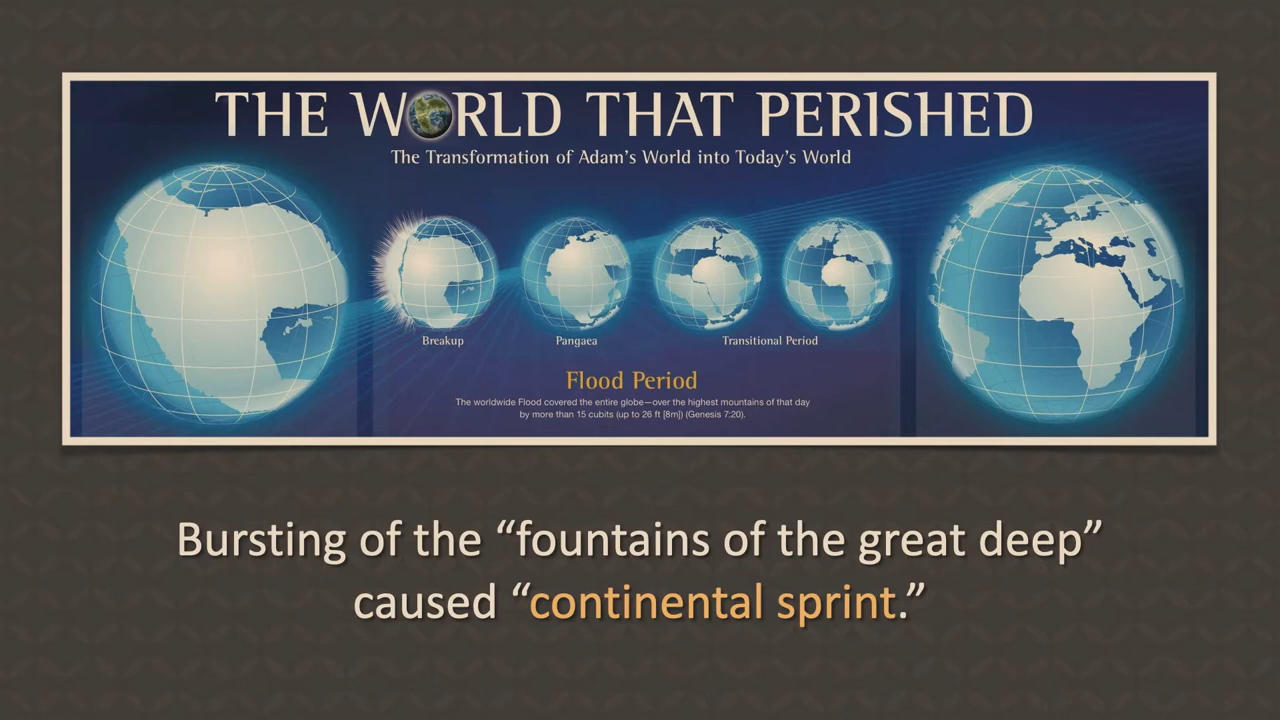 THE WORLD THAT PERISHED
The Transformation of Adam's World into Today's World
Breakup
Pangaea
Transitional Period
Flood Period
The worldwide Flood covered the entire globe—over the highest mountains of that day
by more than 15 cubits (up to 26 ft [8m]) (Genesis 7:20).
Bursting of the “fountains of the great deep”
caused “continental sprint.”